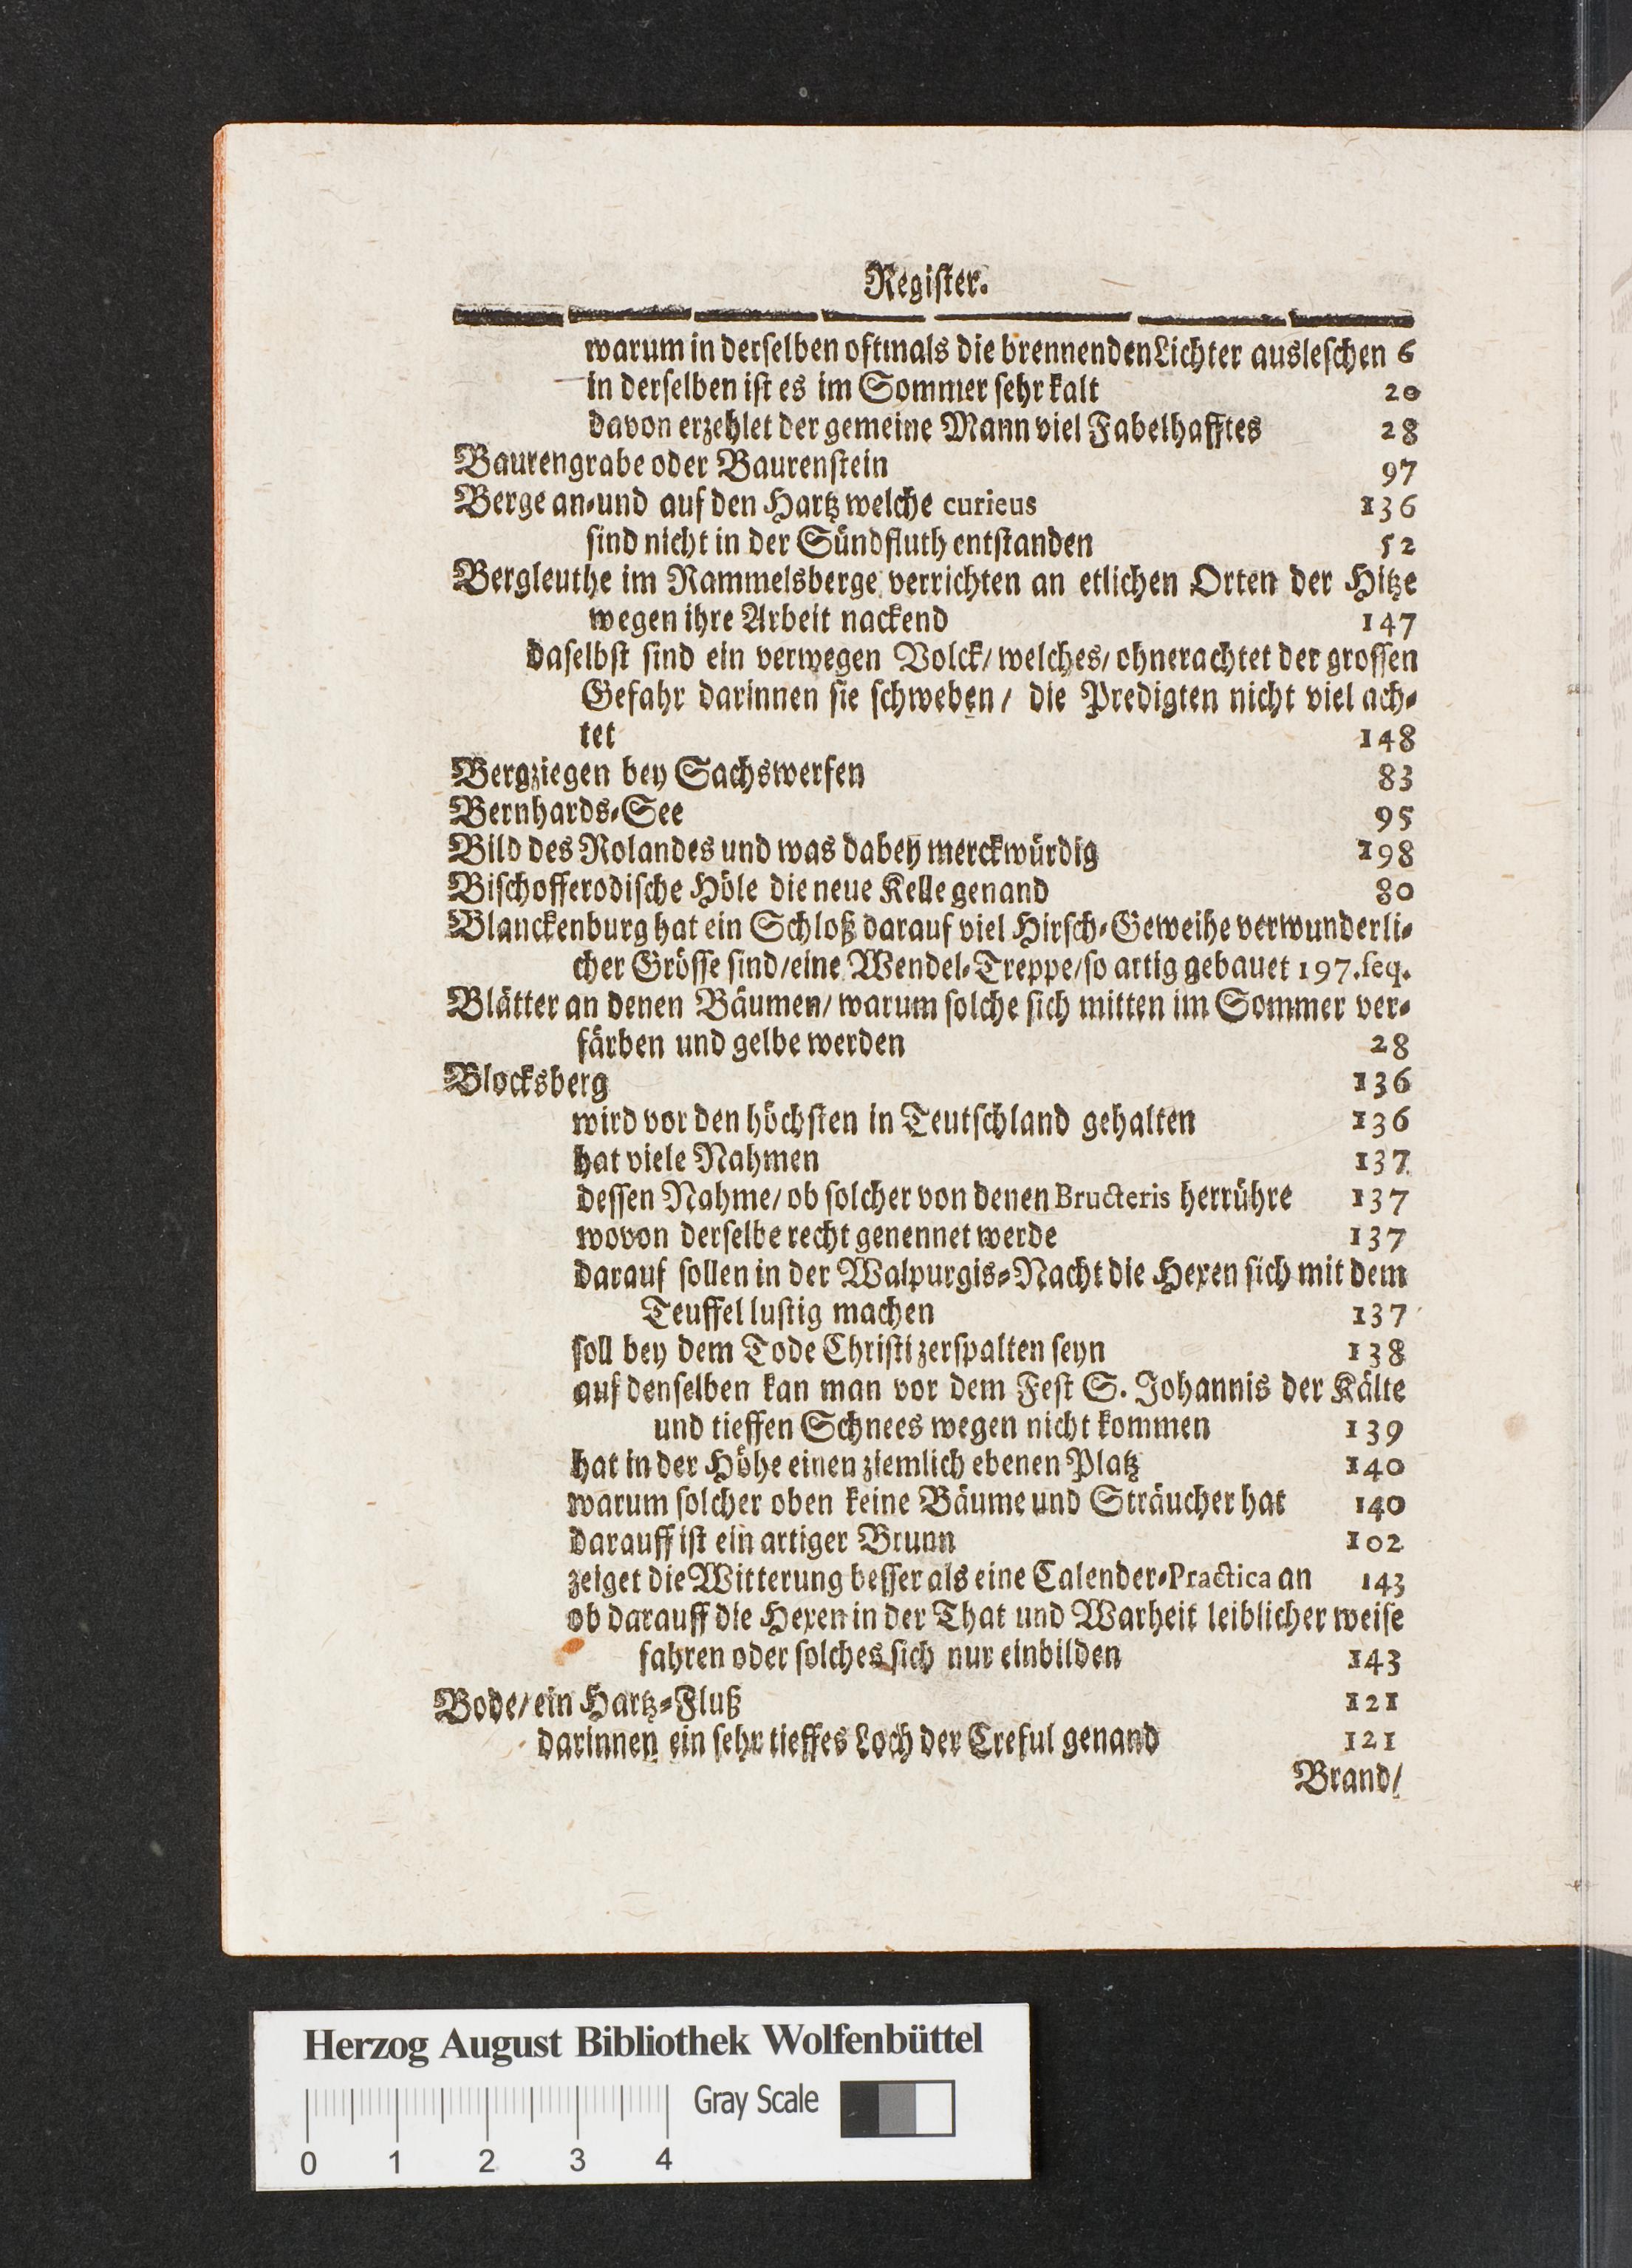 Register.
warum in derselben oftmals die brennenden Lichter ausleschen 6
in derselben ist es im Sommer sehr kalt 20
davon erzehlet der gemeine Mann viel Fabelhafftes 28
Baurengrabe oder Baurenstein 97
Berge an-und auf den Hartz welche curieus 136
sind nicht in der Sündfluth entstanden 52
Bergleuthe im Rammelsberge verrichten an etlichen Orten der Hitze
wegen ihre Arbeit nackend 147
daselbst sind ein verwegen Volck/ welches/ ohnerachtet der grossen
Gefahr darinnen sie schweben/ die Predigten nicht viel ach-
tet 148
Bergziegen bey Sachswerfen 83
Bernhards-See 95
Bild des Rolandes und was dabey merckwürdig 198
Bischofferodische Höle die neue Kelle genand 80
Blanckenburg hat ein Schloß darauf viel Hirsch-Geweihe verwunderli-
cher Grösse sind/ eine Wendel-Treppe/ so artig gebauet 197. seq.
Blätter an denen Bäumen/ warum solche sich mitten im Sommer ver-
färben und gelbe werden 28
Blocksberg 136
wird vor den höchsten in Teutschland gehalten 136
hat viele Nahmen 137
dessen Nahme/ ob solcher von denen Bructeris herrühre 137
wovon derselbe recht genennet werde 137
darauf sollen in der Walpurgis-Nacht die Hexen sich mit dem
Teuffel lustig machen 137
soll bey dem Tode Christi zerspalten seyn 138
auf denselben kan man vor dem Fest S. Johannis der Kälte
und tieffen Schnees wegen nicht kommen 139
hat in der Höhe einen ziemlich ebenen Platz 140
warum solcher oben keine Bäume und Sträucher hat 140
darauff ist ein artiger Brunn 102
zeiget die Witterung besser als eine Calender-Practica an 143
ob darauff die Hexen in der That und Warheit leiblicher weise
fahren oder solches sich nur einbilden 143
Bode/ ein Hartz-Fluß 121
darinnen ein sehr tieffes Loch der Creful genand 121
Brand/
Herzog August Bibliothek Wolfenbüttel
Gray Scale
0 1 2 3 4